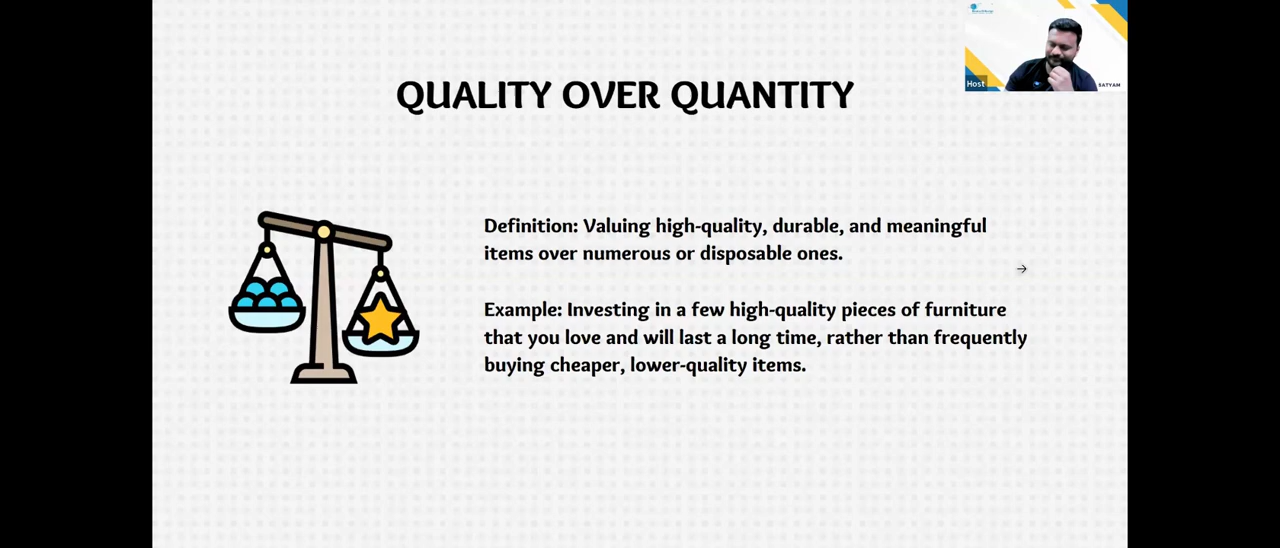 QUALITY OVER QUANTITY
Host
SATYAM
Definition: Valuing high-quality, durable, and meaningful
items over numerous or disposable ones.
Example: Investing in a few high-quality pieces of furniture
that you love and will last a long time, rather than frequently
buying cheaper, lower-quality items.